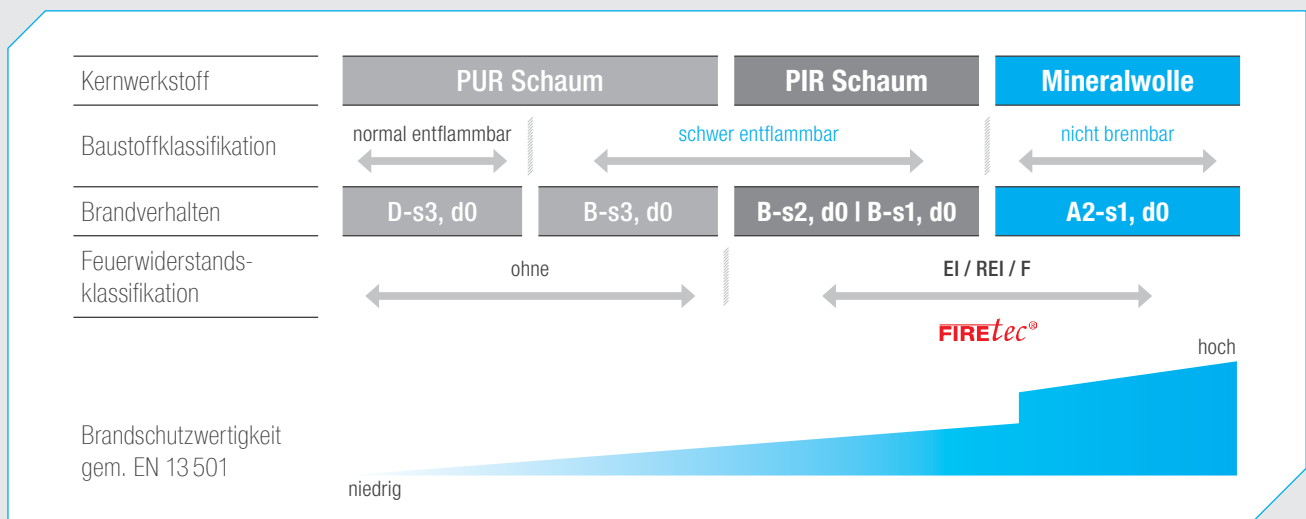 Kernwerkstoff
PUR Schaum
PIR Schaum
Mineralwolle
Baustoffklassifikation
normal entflammbar
schwer entflammbar
nicht brennbar
Brandverhalten
D-s3, d0
B-s3, d0
B-s2, d0 | B-s1, d0
A2-s1, d0
Feuerwiderstands-
klassifikation
ohne
EI / REI / F
FIREtec®
hoch
Brandschutzwertigkeit
gem. EN 13 501
niedrig